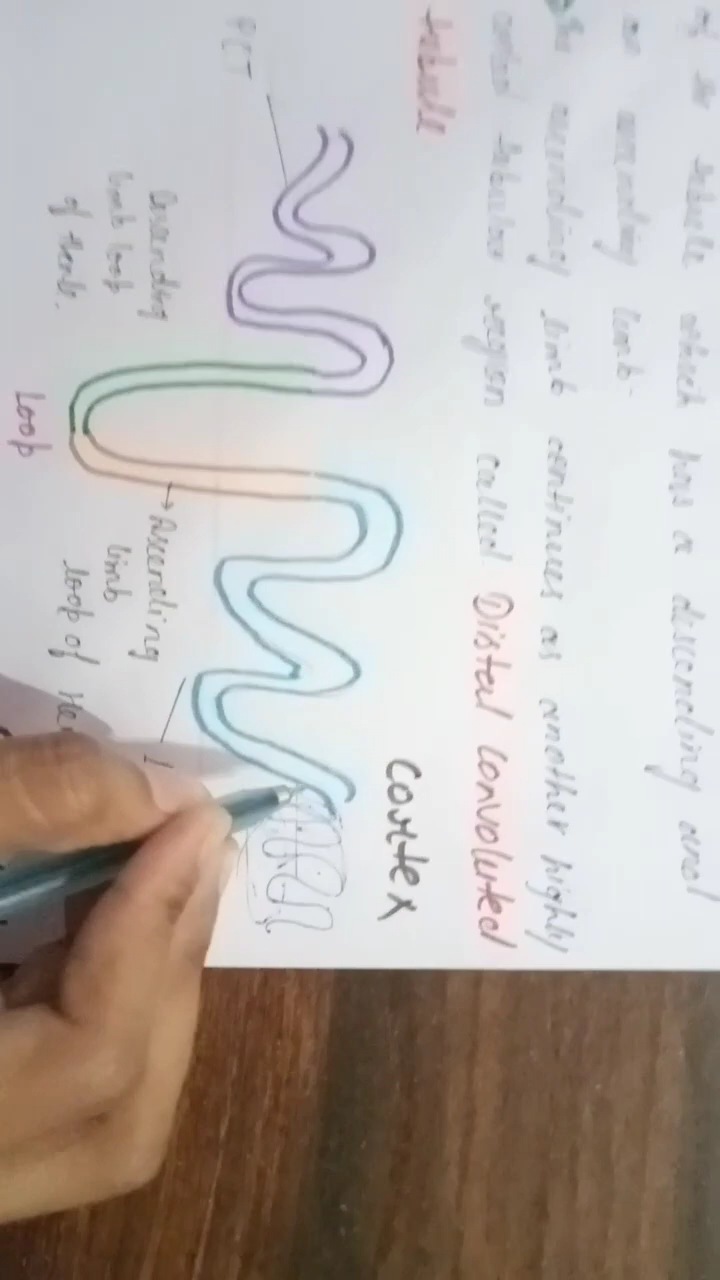 of the tubule which has a descending and
an ascending limb.
The ascending limb continues as another highly
coiled tubular region called Distal convoluted
tubule
Cortex
PCT
Descending
limb loop
of Henle.
Ascending
limb
loop of
Loop